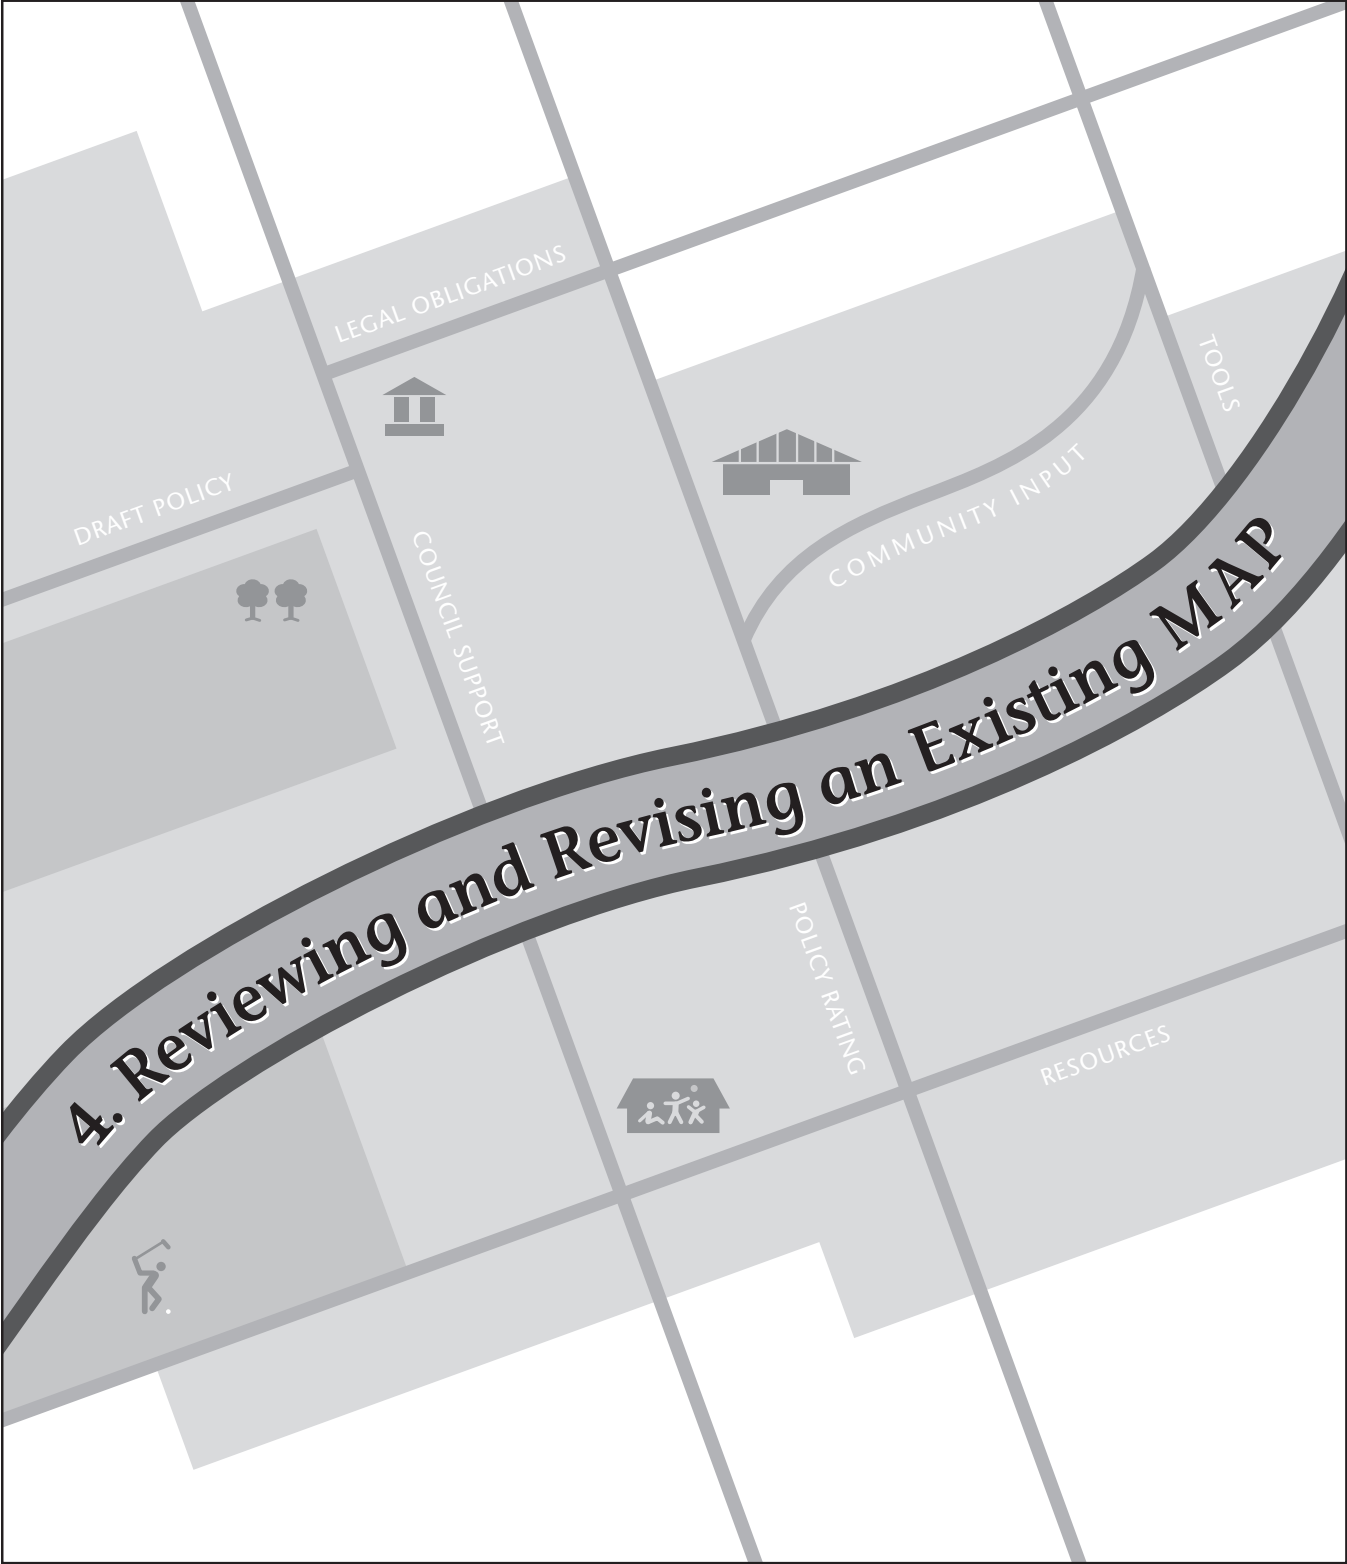 LEGAL OBLIGATIONS
TOOLS
DRAFT POLICY
COMMUNITY INPUT
COUNCIL SUPPORT
4. Reviewing and Revising an Existing MAP
POLICY RATING
RESOURCES